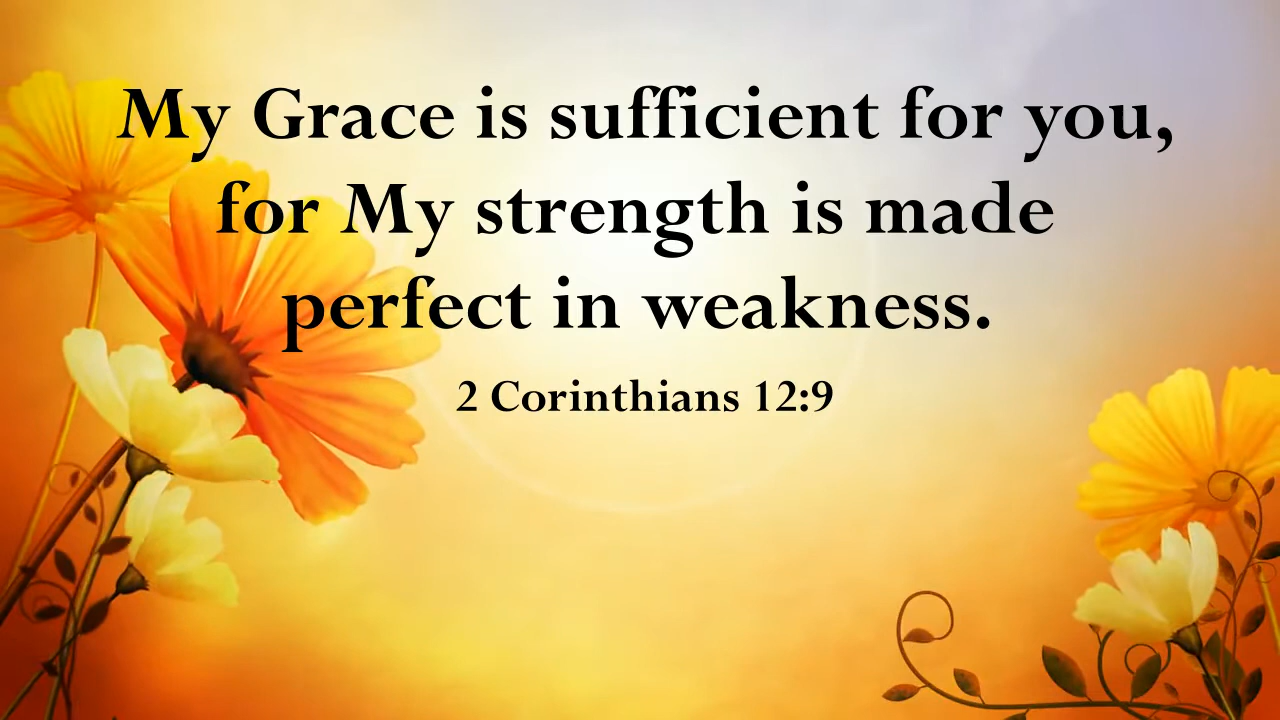 My Grace is sufficient for you,
for My strength is made
perfect in weakness.
2 Corinthians 12:9